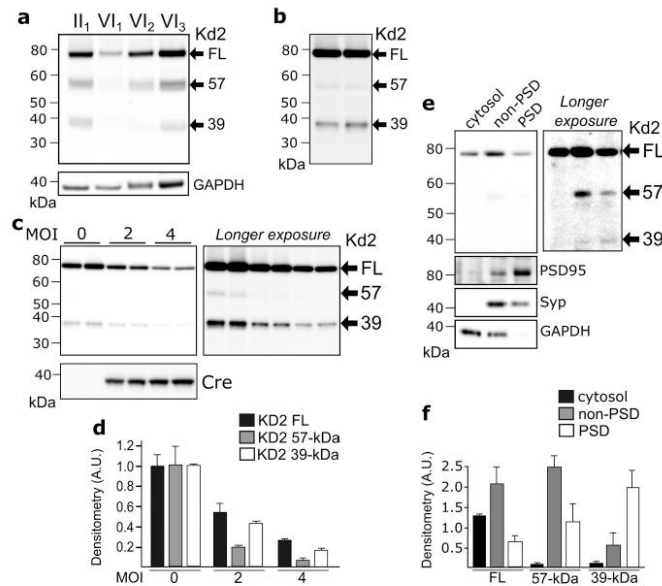 a
II1 VI1 VI2 VI3 Kd2
80
60
50
40
30
FL
57
39
40
kDa
GAPDH
b
80
60
50
40
30
kDa
FL
57
39
c
MOI 0 2 4 Longer exposure Kd2
80
60
50
40
30
FL
57
39
40
kDa
Cre
d
KD2 FL
KD2 57-kDa
KD2 39-kDa
Densitometry (A.U.)
1.2
1.0
0.8
0.6
0.4
0.2
MOI 0 2 4
e
cytosol non-PSD PSD
Longer exposure
Kd2
80
60
50
40
FL
57
39
80
PSD95
Syp
40
GAPDH
kDa
f
cytosol
non-PSD
PSD
Densitometry (A.U.)
2.5
2.0
1.5
1.0
0.5
FL 57-kDa 39-kDa